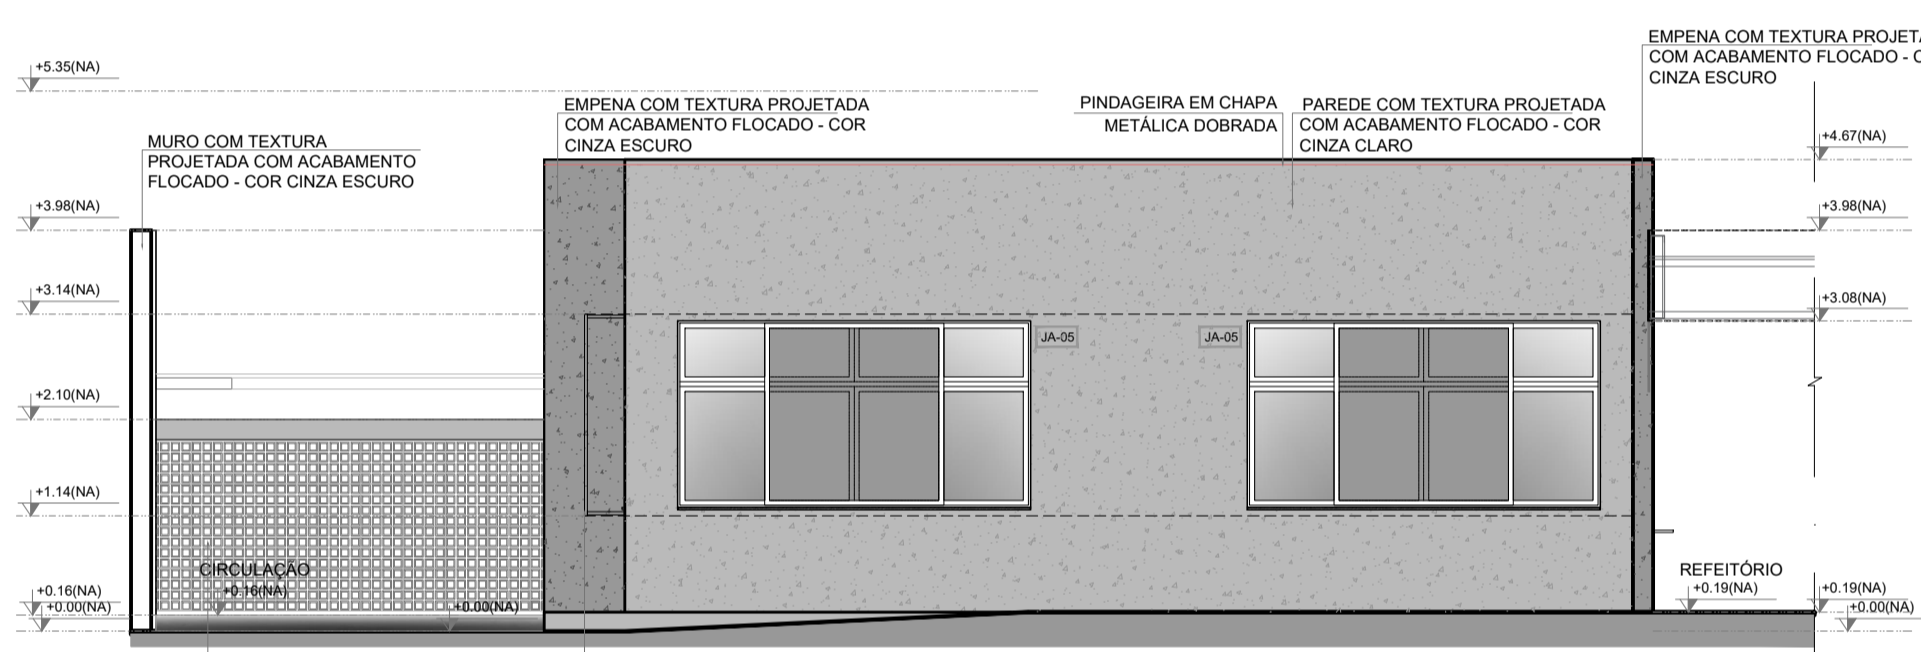 +5.35(NA)
MURO COM TEXTURA
PROJETADA COM ACABAMENTO
FLOCADO - COR CINZA ESCURO
+3.98(NA)
+3.14(NA)
+2.10(NA)
+1.14(NA)
+0.16(NA)
+0.00(NA)
CIRCULAÇÃO
+0.16(NA)
+0.00(NA)
EMPENA COM TEXTURA PROJETADA
COM ACABAMENTO FLOCADO - COR
CINZA ESCURO
PINDAGEIRA EM CHAPA
METÁLICA DOBRADA
PAREDE COM TEXTURA PROJETADA
COM ACABAMENTO FLOCADO - COR
CINZA CLARO
JA-05
JA-05
EMPENA COM TEXTURA PROJETA
COM ACABAMENTO FLOCADO - C
CINZA ESCURO
+4.67(NA)
+3.98(NA)
+3.08(NA)
REFEITÓRIO
+0.19(NA)
+0.19(NA)
+0.00(NA)